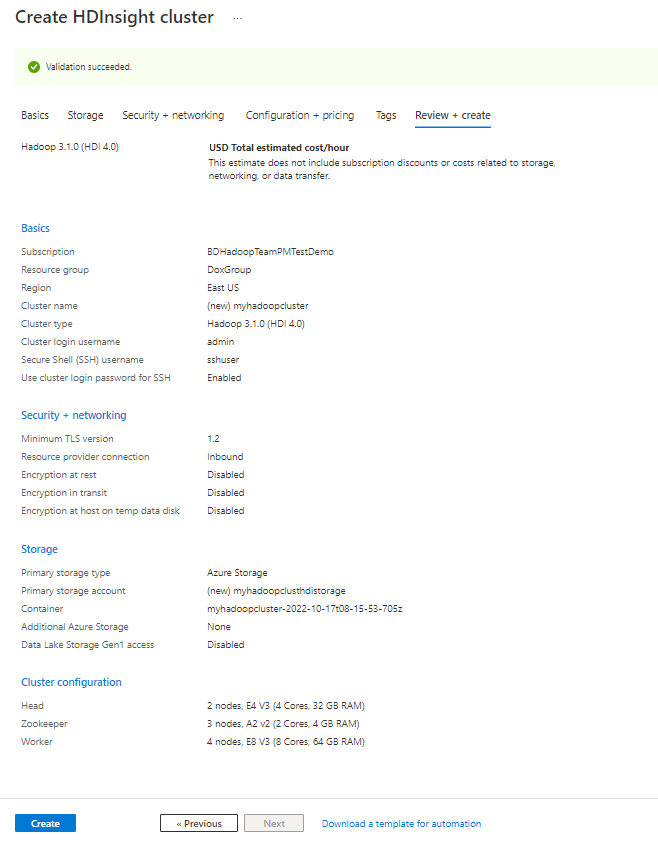 Create HDInsight cluster ...
Validation succeeded.
Basics Storage Security + networking Configuration + pricing Tags Review + create
Hadoop 3.1.0 (HDI 4.0) USD Total estimated cost/hour
This estimate does not include subscription discounts or costs related to storage,
networking, or data transfer.
Basics
Subscription BDHadoopTeamPMTestDemo
Resource group DoxGroup
Region East US
Cluster name (new) myhadoopcluster
Cluster type Hadoop 3.1.0 (HDI 4.0)
Cluster login username admin
Secure Shell (SSH) username sshuser
Use cluster login password for SSH Enabled
Security + networking
Minimum TLS version 1.2
Resource provider connection Inbound
Encryption at rest Disabled
Encryption in transit Disabled
Encryption at host on temp data disk Disabled
Storage
Primary storage type Azure Storage
Primary storage account (new) myhadoopclusthdistorage
Container myhadoopcluster-2022-10-17t08-15-53-705z
Additional Azure Storage None
Data Lake Storage Gen1 access Disabled
Cluster configuration
Head 2 nodes, E4 V3 (4 Cores, 32 GB RAM)
Zookeeper 3 nodes, A2 v2 (2 Cores, 4 GB RAM)
Worker 4 nodes, E8 V3 (8 Cores, 64 GB RAM)
Create « Previous Next Download a template for automation